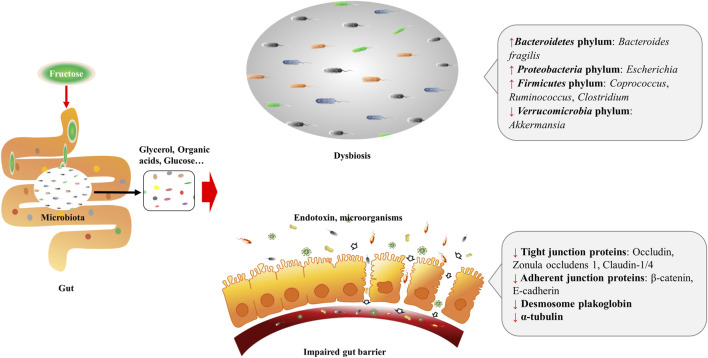 Fructose
Microbiota
Gut
Glycerol, Organic
acids, Glucose…
Dysbiosis
↑Bacteroidetes phylum: Bacteroides
fragilis
↑ Proteobacteria phylum: Escherichia
↑ Firmicutes phylum: Coprococcus,
Ruminococcus, Clostridium
↓ Verrucomicrobia phylum:
Akkermansia
Endotoxin, microorganisms
Impaired gut barrier
↓ Tight junction proteins: Occludin,
Zonula occludens 1, Claudin-1/4
↓ Adherent junction proteins: β-catenin,
E-cadherin
↓ Desmosome plakoglobin
↓ α-tubulin